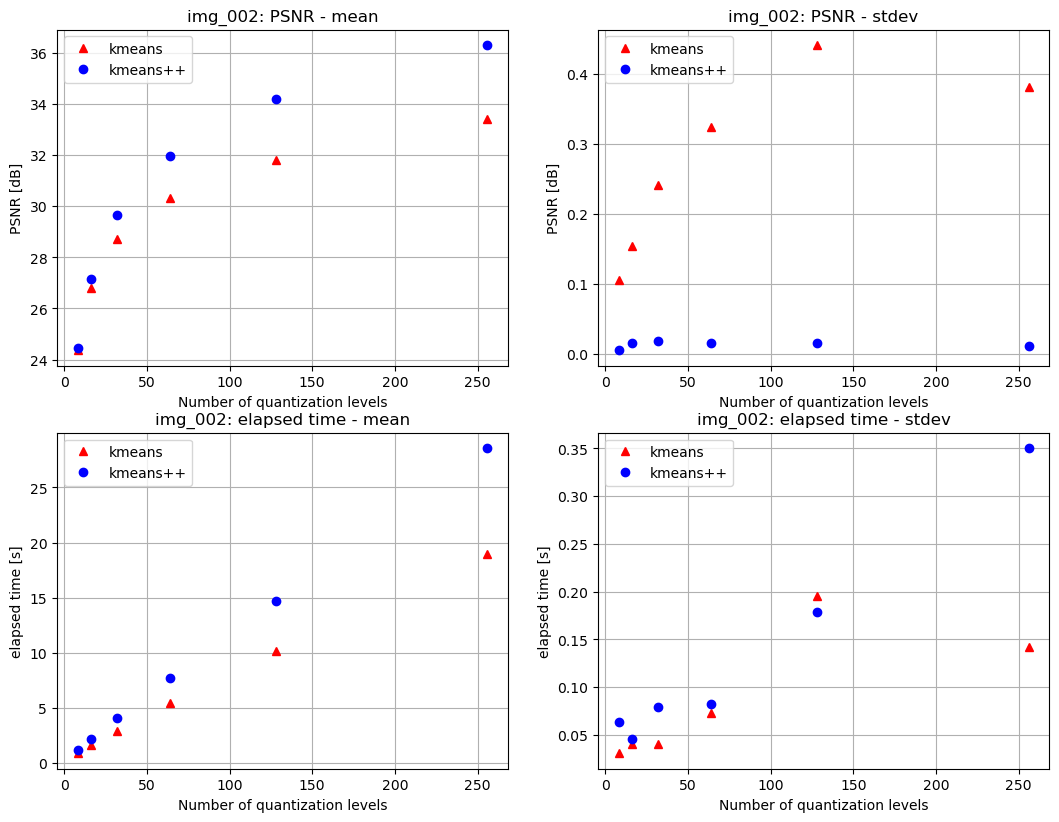 img_002: PSNR - mean
kmeans
kmeans++
PSNR [dB]
36
34
32
30
28
26
24
0 50 100 150 200 250
Number of quantization levels
img_002: PSNR - stdev
kmeans
kmeans++
PSNR [dB]
0.4
0.3
0.2
0.1
0.0
0 50 100 150 200 250
Number of quantization levels
img_002: elapsed time - mean
kmeans
kmeans++
elapsed time [s]
25
20
15
10
5
0
0 50 100 150 200 250
Number of quantization levels
img_002: elapsed time - stdev
kmeans
kmeans++
elapsed time [s]
0.35
0.30
0.25
0.20
0.15
0.10
0.05
0 50 100 150 200 250
Number of quantization levels